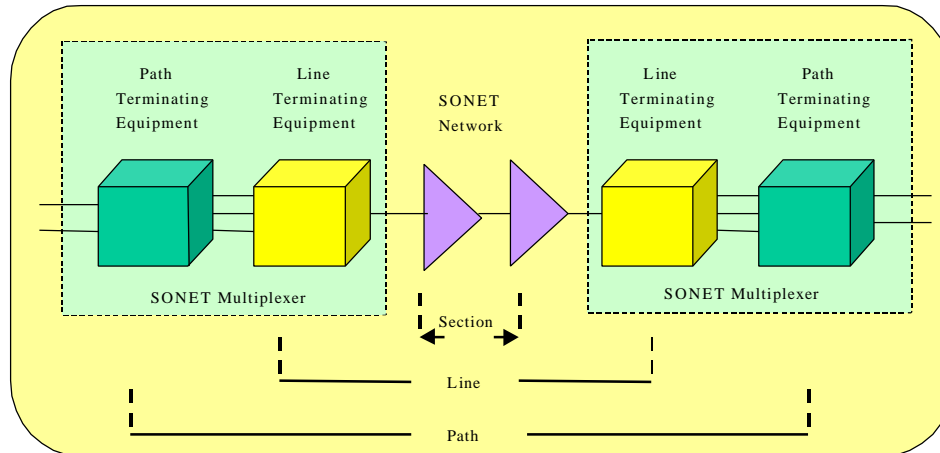 Path
Terminating
Equipment
Line
Terminating
Equipment
SONET
Network
Line
Terminating
Equipment
Path
Terminating
Equipment
SONET Multiplexer
SONET Multiplexer
Section
Line
Path